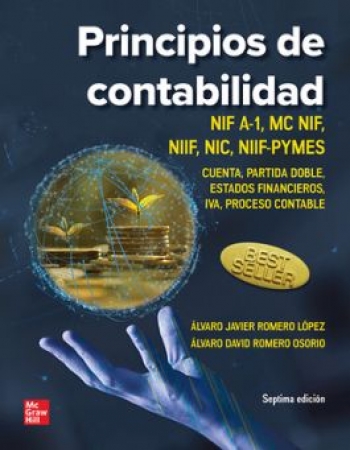 Principios de
contabilidad
NIF A-1, MC NIF,
NIIF, NIC, NIIF-PYMES
CUENTA, PARTIDA DOBLE,
ESTADOS FINANCIEROS,
IVA, PROCESO CONTABLE
BEST
SELLER
ÁLVARO JAVIER ROMERO LÓPEZ
ÁLVARO DAVID ROMERO OSORIO
Septima edición
Mc
Graw
Hill